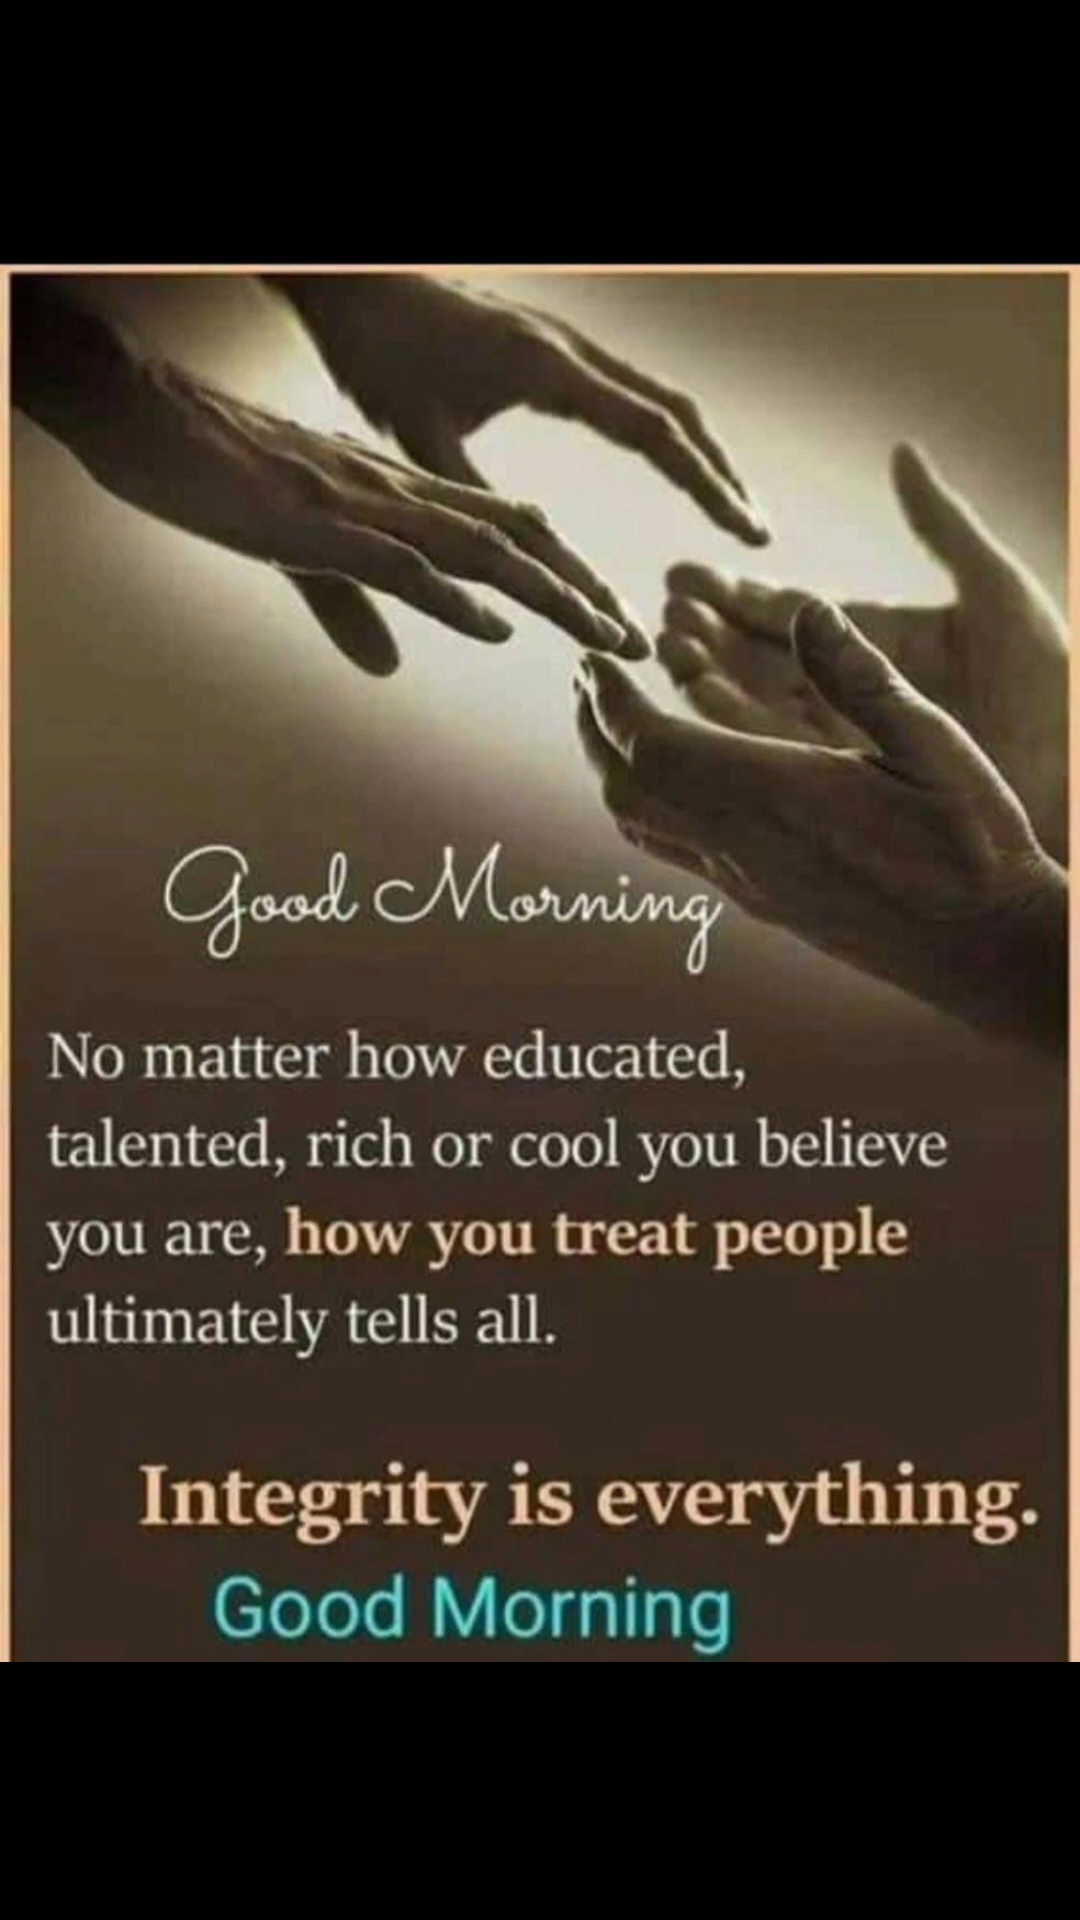 Good Morning
No matter how educated,
talented, rich or cool you believe
you are, how you treat people
ultimately tells all.
Integrity is everything.
Good Morning